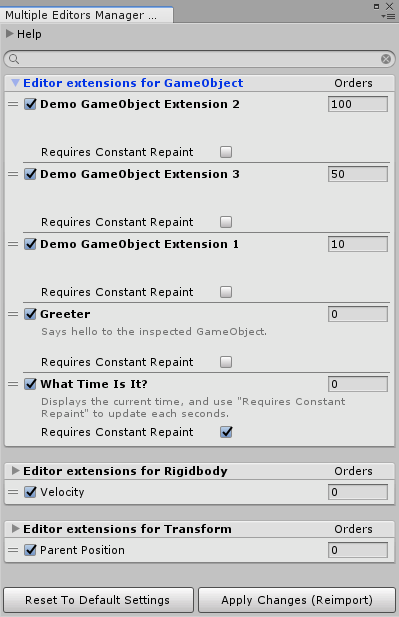 Multiple Editors Manager ...
Help
Editor extensions for GameObject Orders
Demo GameObject Extension 2 100
Requires Constant Repaint
Demo GameObject Extension 3 50
Requires Constant Repaint
Demo GameObject Extension 1 10
Requires Constant Repaint
Greeter 0
Says hello to the inspected GameObject.
Requires Constant Repaint
What Time Is It? 0
Displays the current time, and use "Requires Constant
Repaint" to update each seconds.
Requires Constant Repaint
Editor extensions for Rigidbody Orders
Velocity 0
Editor extensions for Transform Orders
Parent Position 0
Reset To Default Settings Apply Changes (Reimport)